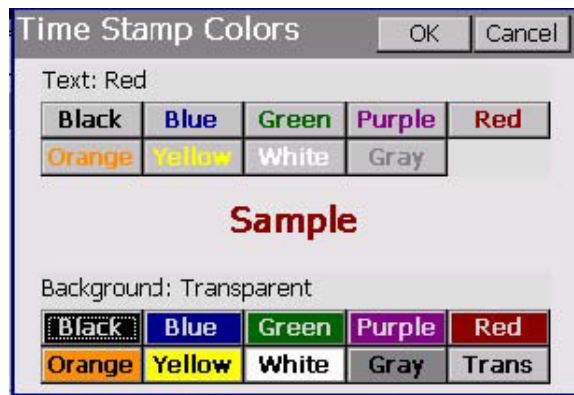 Time Stamp Colors OK Cancel
Text: Red
Black Blue Green Purple Red
Orange Yellow White Gray
Sample
Background: Transparent
Black Blue Green Purple Red
Orange Yellow White Gray Trans